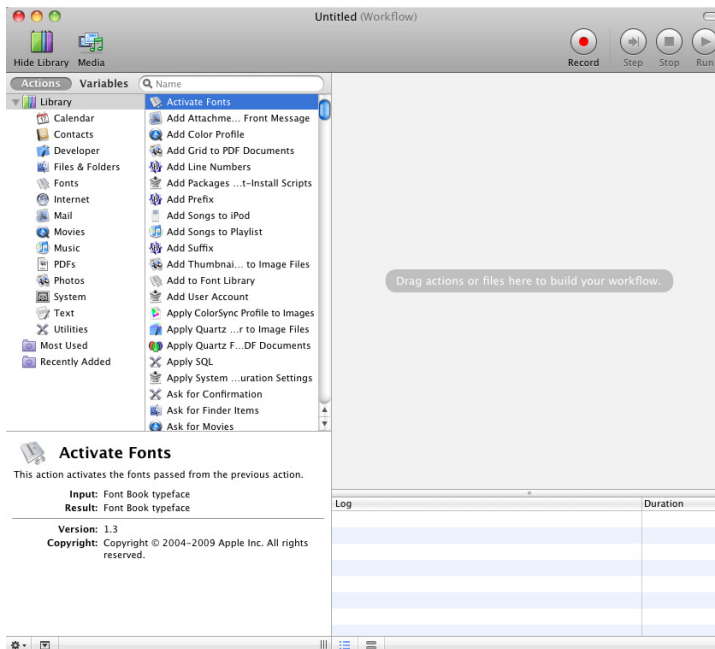 Untitled (Workflow)
Hide Library Media Record Step Stop Run
Actions Variables Name
Library
Calendar
Contacts
Developer
Files & Folders
Fonts
Internet
Mail
Movies
Music
PDFs
Photos
System
Text
Utilities
Most Used
Recently Added
Activate Fonts
Add Attachme... Front Message
Add Color Profile
Add Grid to PDF Documents
Add Line Numbers
Add Packages ...t-Install Scripts
Add Prefix
Add Songs to iPod
Add Songs to Playlist
Add Suffix
Add Thumbnai... to Image Files
Add to Font Library
Add User Account
Apply ColorSync Profile to Images
Apply Quartz ...r to Image Files
Apply Quartz F...DF Documents
Apply SQL
Apply System ...uration Settings
Ask for Confirmation
Ask for Finder Items
Ask for Movies
Drag actions or files here to build your workflow.
Activate Fonts
This action activates the fonts passed from the previous action.
Input: Font Book typeface
Result: Font Book typeface
Version: 1.3
Copyright: Copyright © 2004-2009 Apple Inc. All rights
reserved.
Log Duration